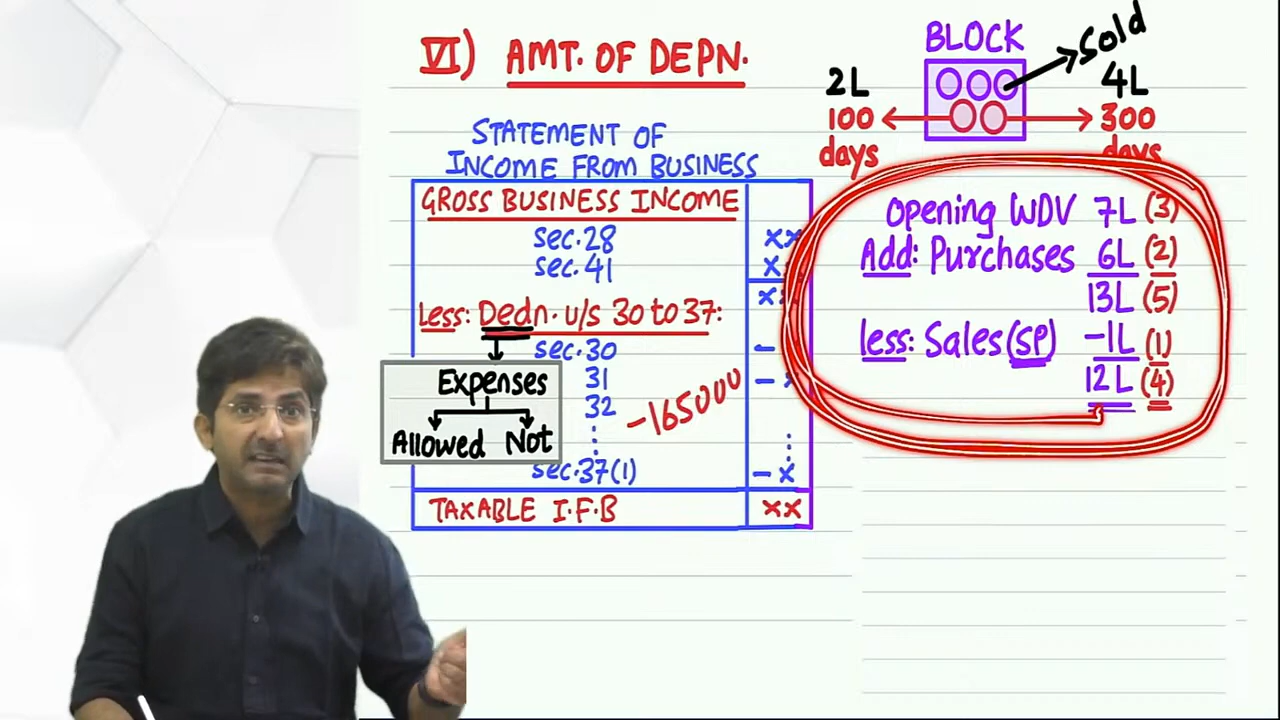 VI) AMT. OF DEPN.
STATEMENT OF
INCOME FROM BUSINESS
GROSS BUSINESS INCOME
sec.28 xx
sec.41 x
xx
Less: Dedn. u/s 30 to 37:
sec.30 -
31 - x
32 -165000
sec.37(1) - x
TAXABLE I.F.B xx
Expenses
Allowed Not
BLOCK
Sold
2L 4L
100 300
days days
Opening WDV 7L (3)
Add: Purchases 6L (2)
13L (5)
less: Sales (SP) -1L (1)
12L (4)